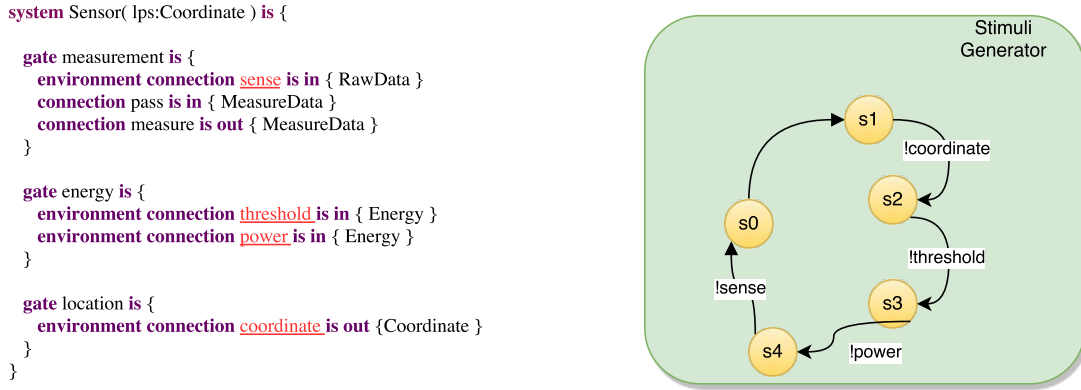 system Sensor( lps:Coordinate ) is {
gate measurement is {
environment connection sense is in { RawData }
connection pass is in { MeasureData }
connection measure is out { MeasureData }
}
gate energy is {
environment connection threshold is in { Energy }
environment connection power is in { Energy }
}
gate location is {
environment connection coordinate is out {Coordinate }
}
}
Stimuli
Generator
s1
!coordinate
s2
s0
!threshold
!sense
s3
s4
!power